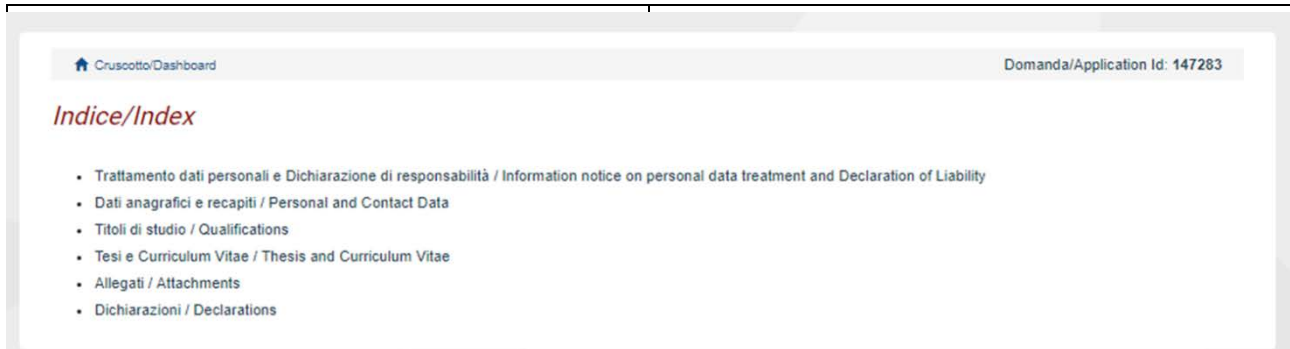 Cruscotto/Dashboard
Domanda/Application Id: 147283
Indice/Index
Trattamento dati personali e Dichiarazione di responsabilità / Information notice on personal data treatment and Declaration of Liability
Dati anagrafici e recapiti / Personal and Contact Data
Titoli di studio / Qualifications
Tesi e Curriculum Vitae / Thesis and Curriculum Vitae
Allegati / Attachments
Dichiarazioni / Declarations